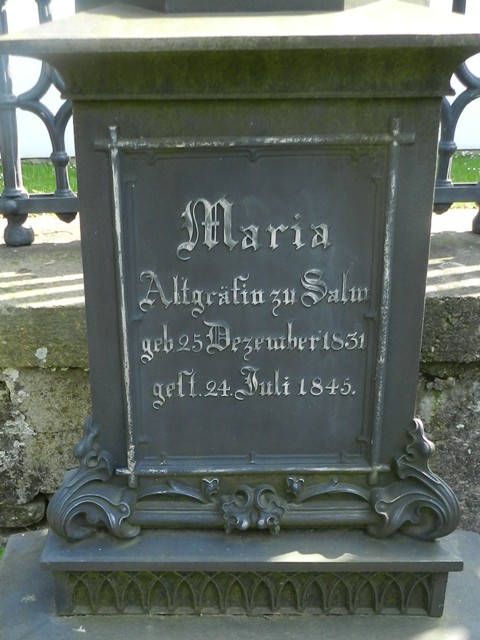 Maria
Altgräfin zu Salm
geb 25 Dezember 1831
gest. 24. Juli 1845.